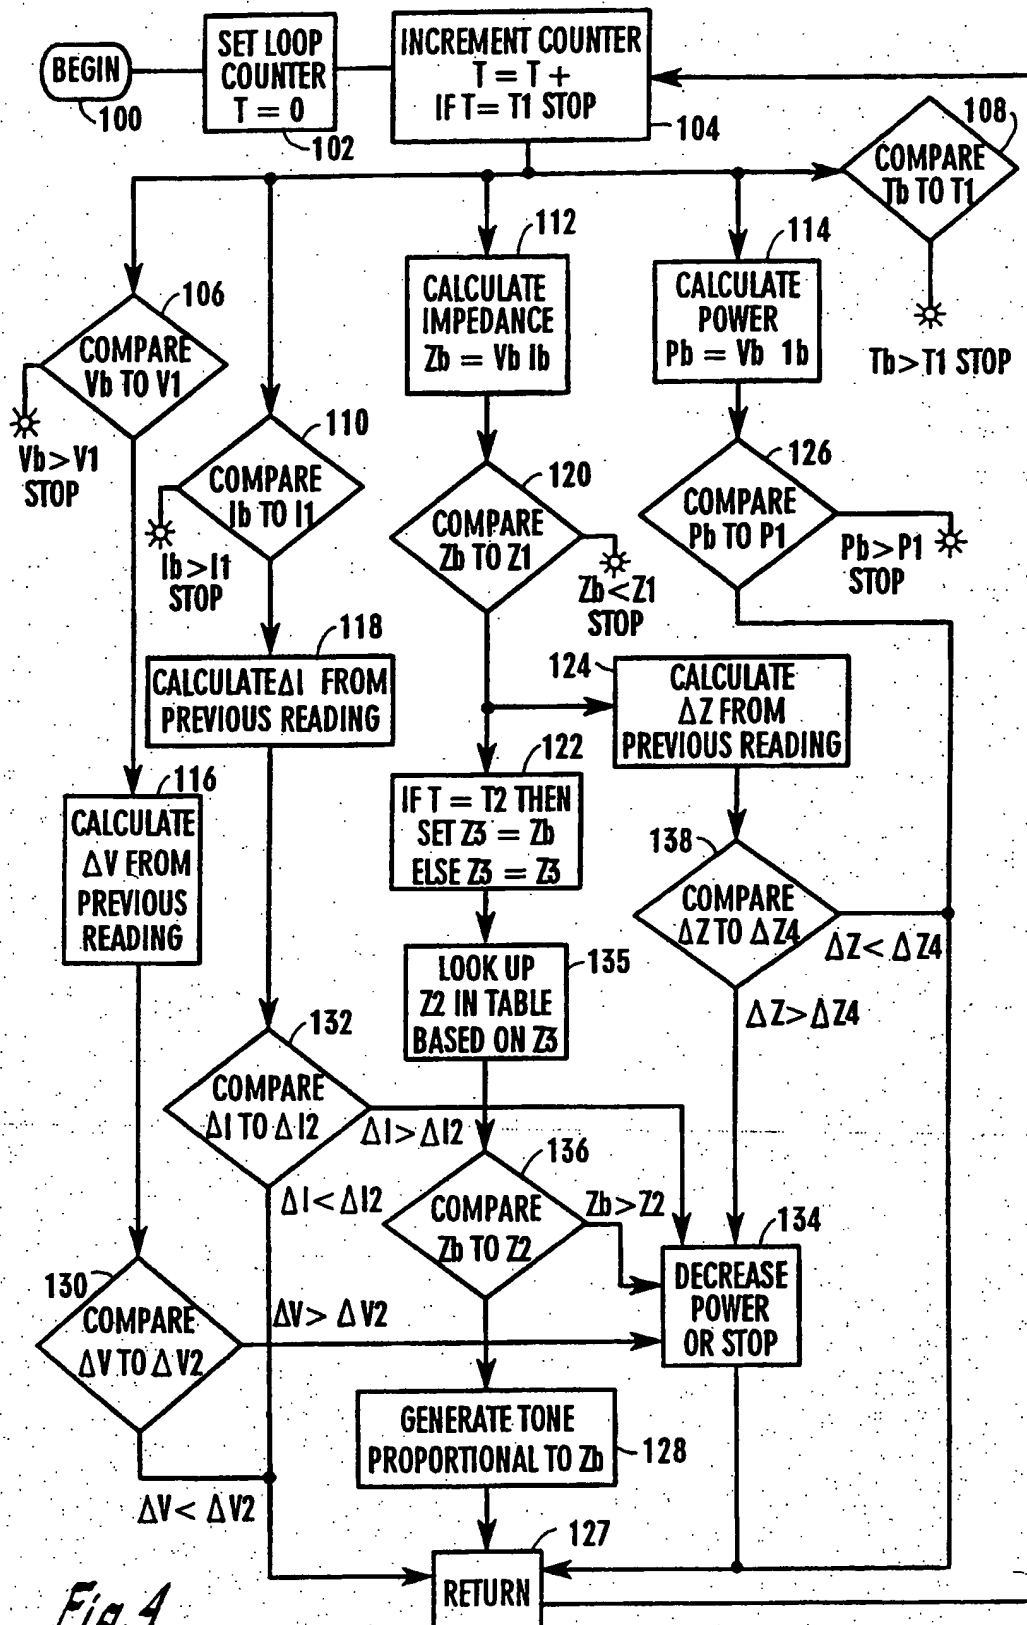 BEGIN
100
SET LOOP
COUNTER
T = 0
102
INCREMENT COUNTER
T = T +
IF T = T1 STOP
104
108
COMPARE
Tb TO T1
Tb > T1 STOP
112
CALCULATE
IMPEDANCE
Zb = Vb Ib
114
CALCULATE
POWER
Pb = Vb 1b
106
COMPARE
Vb TO V1
Vb > V1
STOP
110
COMPARE
Ib TO I1
Ib > I1
STOP
120
COMPARE
Zb TO Z1
Zb < Z1
STOP
126
COMPARE
Pb TO P1
Pb > P1
STOP
118
CALCULATE ΔI FROM
PREVIOUS READING
124
CALCULATE
ΔZ FROM
PREVIOUS READING
116
CALCULATE
ΔV FROM
PREVIOUS
READING
122
IF T = T2 THEN
SET Z3 = Zb
ELSE Z3 = Z3
138
COMPARE
ΔZ TO ΔZ4
ΔZ < ΔZ4
ΔZ > ΔZ4
135
LOOK UP
Z2 IN TABLE
BASED ON Z3
132
COMPARE
ΔI TO ΔI2
ΔI > ΔI2
ΔI < ΔI2
136
COMPARE
Zb TO Z2
Zb > Z2
134
DECREASE
POWER
OR STOP
130
COMPARE
ΔV TO ΔV2
ΔV > ΔV2
ΔV < ΔV2
GENERATE TONE
PROPORTIONAL TO Zb
128
127
RETURN
Fig. 4